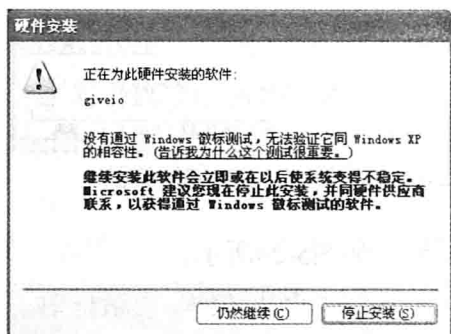 硬件安装
正在为此硬件安装的软件:
giveio
没有通过 Windows 徽标测试，无法验证它同 Windows XP
的相容性。(告诉我为什么这个测试很重要。)
继续安装此软件会立即或在以后使系统变得不稳定。
Microsoft 建议您现在停止此安装，并同硬件供应商
联系，以获得通过 Windows 徽标测试的软件。
仍然继续(C)
停止安装(S)